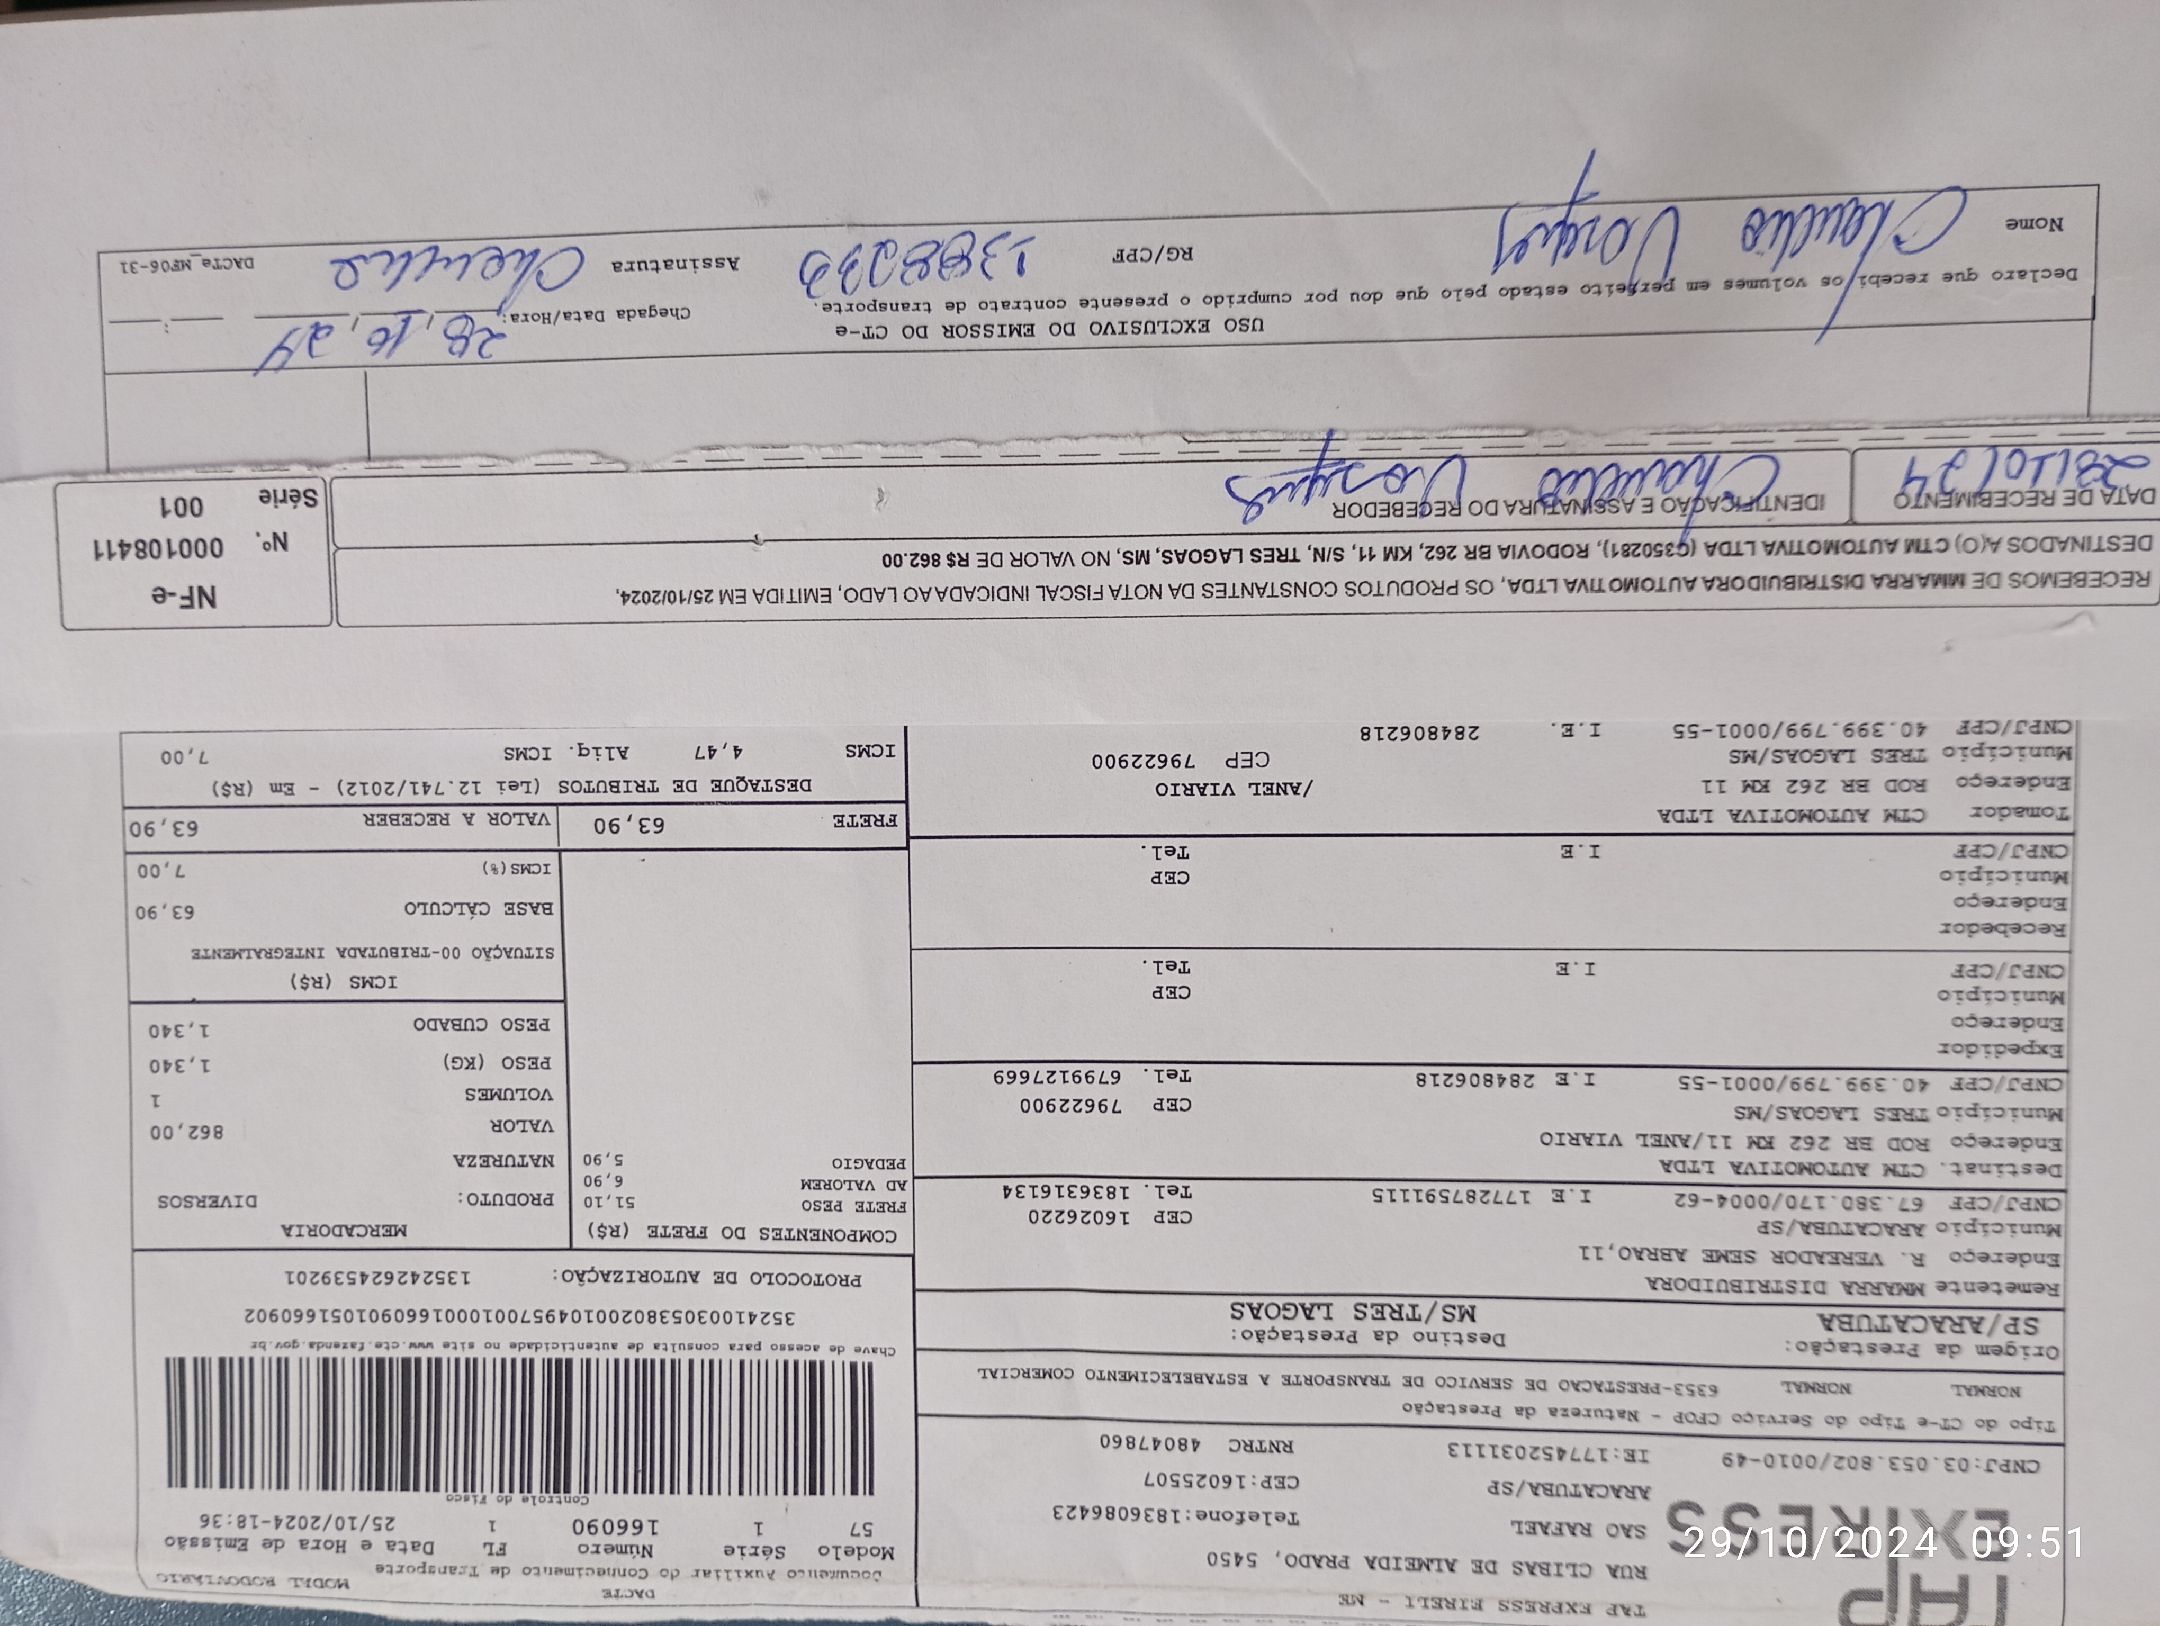 TAP EXPRESS
TAP EXPRESS EIRELI - ME
RUA CLIBAS DE ALMEIDA PRADO, 5450
SAO RAFAEL Telefone:1836086423
ARACATUBA/SP CEP:16025507
CNPJ:03.053.802/0010-49 IE:177452031113 RNTRC 48047860
DACTE
Documento Auxiliar do Conhecimento de Transporte MODAL RODOVIÁRIO
Modelo Série Número FL Data e Hora de Emissão
57 1 166090 1 25/10/2024-18:36
Controle do Fisco
Chave de acesso para consulta de autenticidade no site www.cte.fazenda.gov.br
35241003053802001049570010001660901051660902
PROTOCOLO DE AUTORIZAÇÃO: 135242624539201
Tipo do CT-e Tipo do Serviço CFOP - Natureza da Prestação
NORMAL NORMAL 6353-PRESTACAO DE SERVICO DE TRANSPORTE A ESTABELECIMENTO COMERCIAL
Origem da Prestação: Destino da Prestação:
SP/ARACATUBA MS/TRES LAGOAS
Remetente MMARRA DISTRIBUIDORA
Endereço R. VEREADOR SEME ABRAO,11
Município ARACATUBA/SP CEP 16026220
CNPJ/CPF 67.380.170/0004-62 I.E 177287591115 Tel. 1836316134
Destinat. CTM AUTOMOTIVA LTDA
Endereço ROD BR 262 KM 11/ANEL VIARIO
Município TRES LAGOAS/MS CEP 79622900
CNPJ/CPF 40.399.799/0001-55 I.E 284806218 Tel. 6799127669
Expedidor
Endereço
Município CEP
CNPJ/CPF I.E Tel.
Recebedor
Endereço
Município CEP
CNPJ/CPF I.E Tel.
Tomador CTM AUTOMOTIVA LTDA
Endereço ROD BR 262 KM 11 /ANEL VIARIO
Município TRES LAGOAS/MS CEP 79622900
CNPJ/CPF 40.399.799/0001-55 I.E. 284806218
COMPONENTES DO FRETE (R$)
FRETE PESO 51,10
AD VALOREM 6,90
PEDAGIO 5,90
MERCADORIA
PRODUTO: DIVERSOS
NATUREZA
VALOR 862,00
VOLUMES 1
PESO (KG) 1,340
PESO CUBADO 1,340
ICMS (R$)
SITUAÇÃO 00-TRIBUTADA INTEGRALMENTE
BASE CÁLCULO 63,90
ICMS(%) 7,00
FRETE 63,90 VALOR A RECEBER 63,90
DESTAQUE DE TRIBUTOS (Lei 12.741/2012) - Em (R$)
ICMS 4,47 Aliq. ICMS 7,00
RECEBEMOS DE MMARRA DISTRIBUIDORA AUTOMOTIVA LTDA, OS PRODUTOS CONSTANTES DA NOTA FISCAL INDICADA AO LADO, EMITIDA EM 25/10/2024,
DESTINADOS A(O) CTM AUTOMOTIVA LTDA (C350281), RODOVIA BR 262, KM 11, S/N, TRES LAGOAS, MS, NO VALOR DE R$ 862.00
DATA DE RECEBIMENTO IDENTIFICAÇÃO E ASSINATURA DO RECEBEDOR
28/10/24 Claudio
NF-e
Nº. 000108411
Série 001
USO EXCLUSIVO DO EMISSOR DO CT-e
Declaro que recebi os volumes em perfeito estado pelo que dou por cumprido o presente contrato de transporte.
Chegada Data/Hora: 28/10/24 __:__
Nome Claudio RG/CPF Assinatura DACTe_MF06-31
29/10/2024 09:51